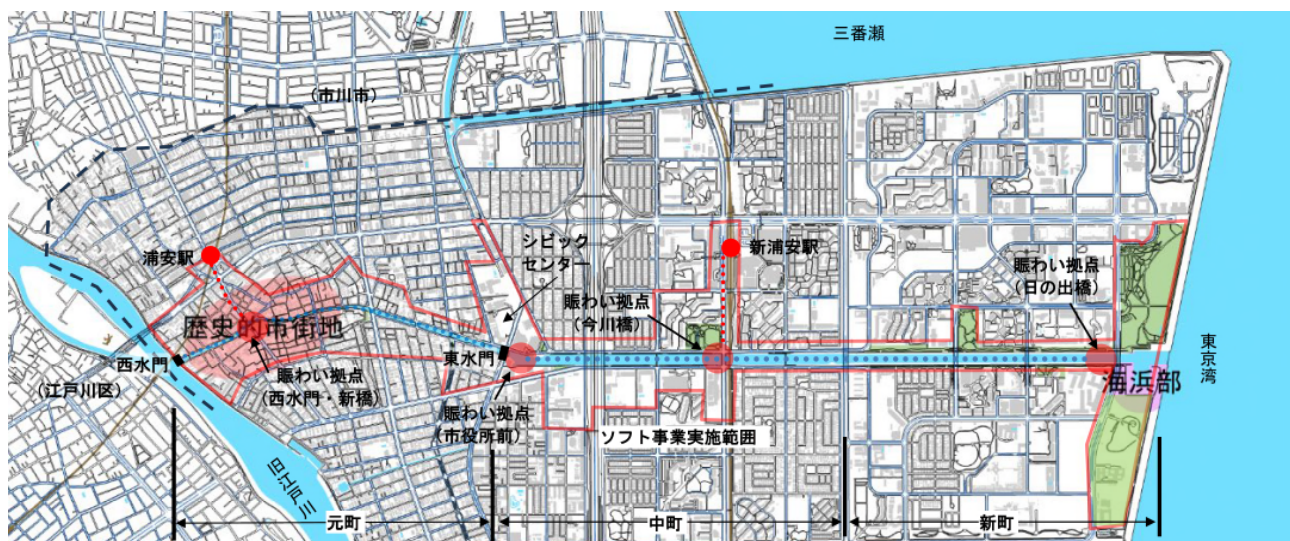 三番瀬
(市川市)
浦安駅
シビック
センター
新浦安駅
賑わい拠点
(今川橋)
賑わい拠点
(日の出橋)
歴史的市街地
西水門
東水門
(江戸川区)
賑わい拠点
(西水門・新橋)
賑わい拠点
(市役所前)
海浜部
東京湾
ソフト事業実施範囲
旧江戸川
元町
中町
新町